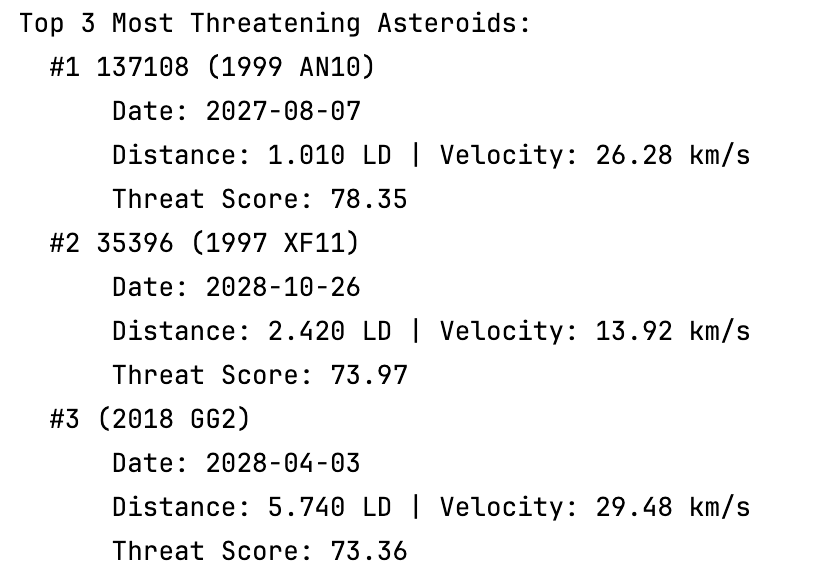 Top 3 Most Threatening Asteroids:
#1 137108 (1999 AN10)
Date: 2027-08-07
Distance: 1.010 LD | Velocity: 26.28 km/s
Threat Score: 78.35
#2 35396 (1997 XF11)
Date: 2028-10-26
Distance: 2.420 LD | Velocity: 13.92 km/s
Threat Score: 73.97
#3 (2018 GG2)
Date: 2028-04-03
Distance: 5.740 LD | Velocity: 29.48 km/s
Threat Score: 73.36